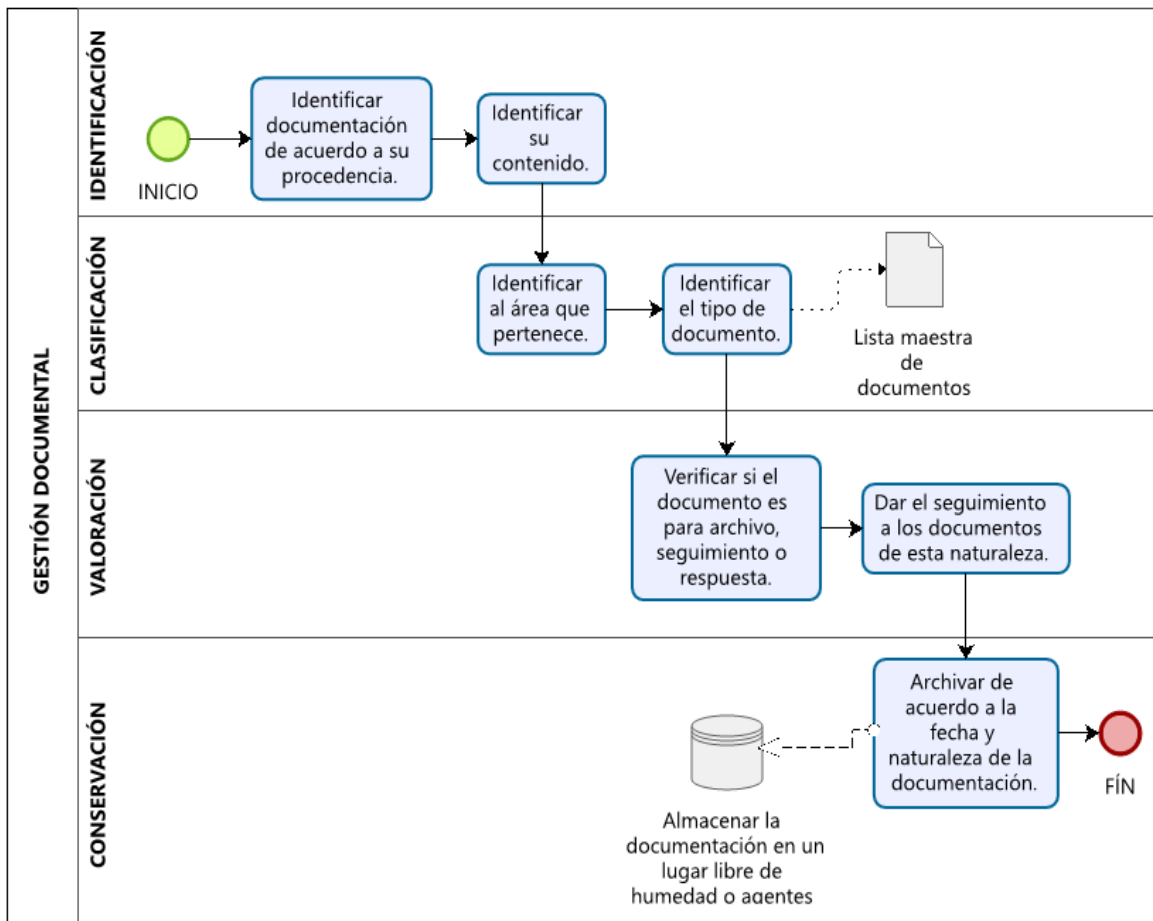 GESTIÓN DOCUMENTAL
IDENTIFICACIÓN
INICIO
Identificar
documentación
de acuerdo a su
procedencia.
Identificar
su
contenido.
CLASIFICACIÓN
Identificar
al área que
pertenece.
Identificar
el tipo de
documento.
Lista maestra
de
documentos
VALORACIÓN
Verificar si el
documento es
para archivo,
seguimiento o
respuesta.
Dar el seguimiento
a los documentos
de esta naturaleza.
CONSERVACIÓN
Archivar de
acuerdo a la
fecha y
naturaleza de la
documentación.
FÍN
Almacenar la
documentación en un
lugar libre de
humedad o agentes